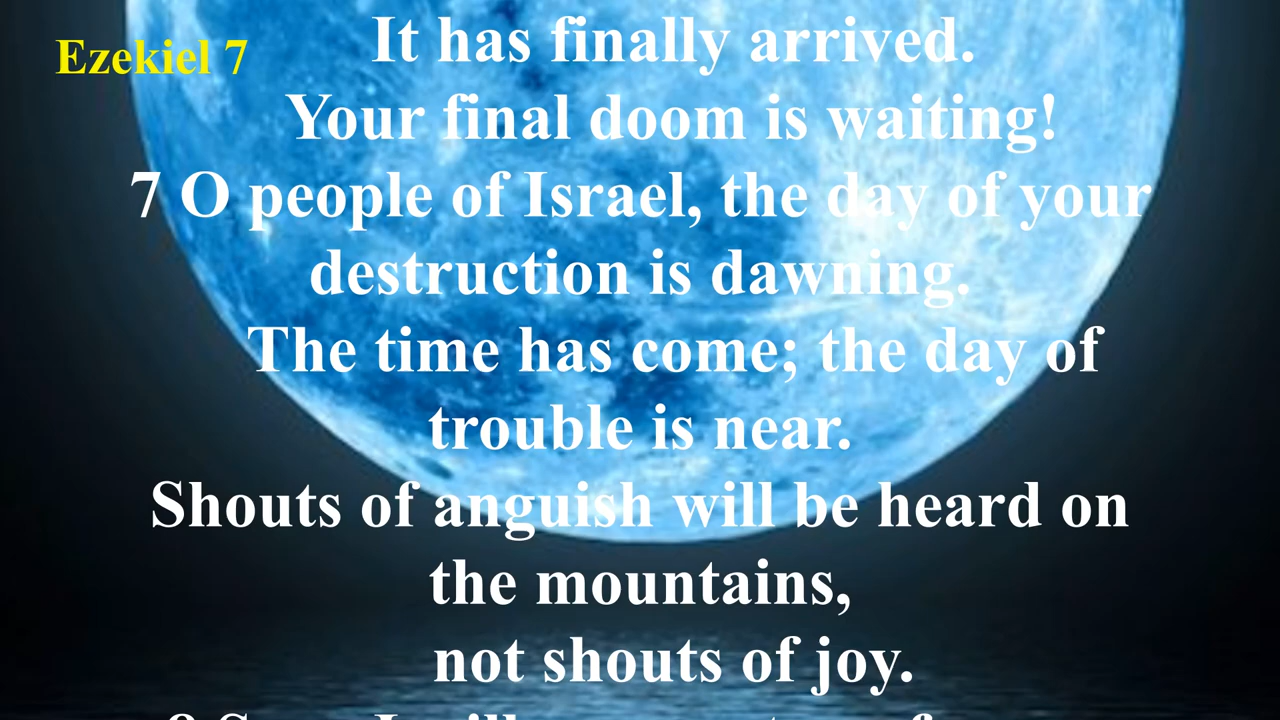 Ezekiel 7
It has finally arrived.
Your final doom is waiting!
7 O people of Israel, the day of your
destruction is dawning.
The time has come; the day of
trouble is near.
Shouts of anguish will be heard on
the mountains,
not shouts of joy.